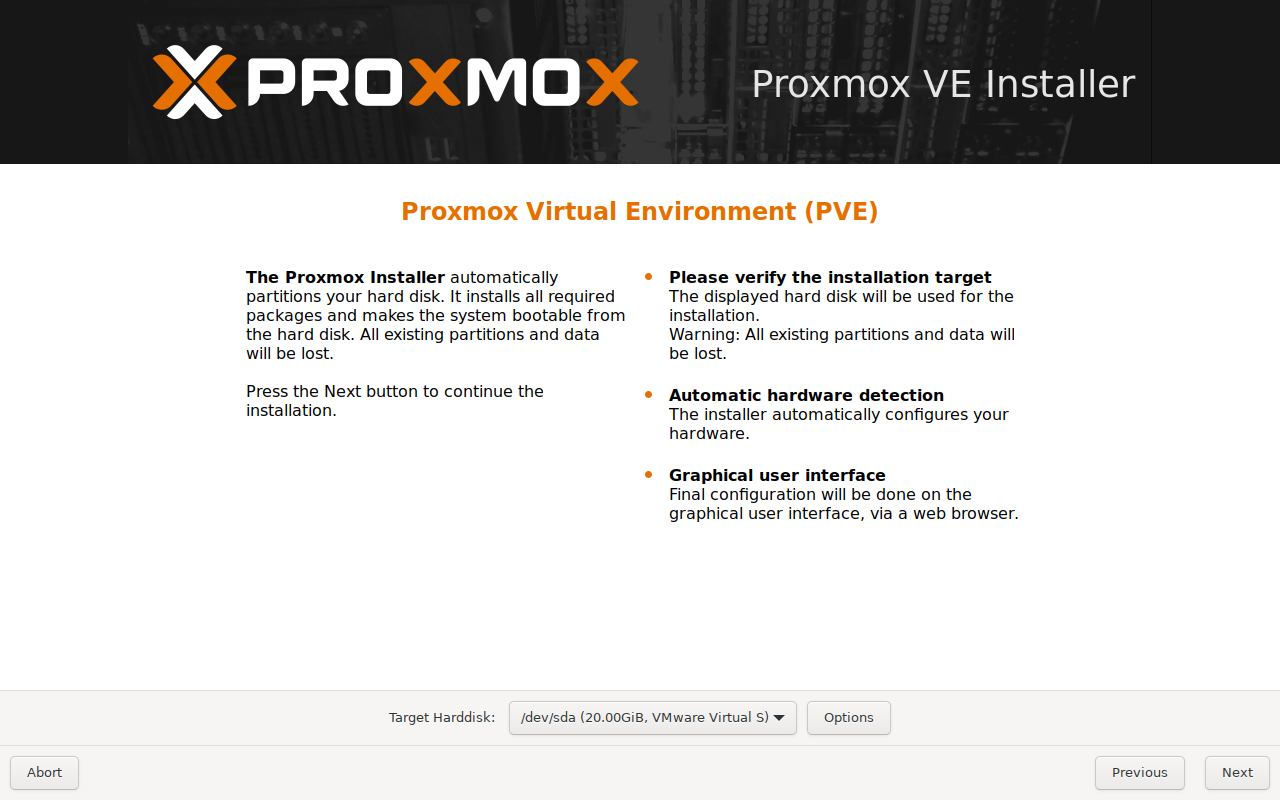 PROXMOX
Proxmox VE Installer
Proxmox Virtual Environment (PVE)
The Proxmox Installer automatically
partitions your hard disk. It installs all required
packages and makes the system bootable from
the hard disk. All existing partitions and data
will be lost.
Press the Next button to continue the
installation.
Please verify the installation target
The displayed hard disk will be used for the
installation.
Warning: All existing partitions and data will
be lost.
Automatic hardware detection
The installer automatically configures your
hardware.
Graphical user interface
Final configuration will be done on the
graphical user interface, via a web browser.
Target Harddisk: /dev/sda (20.00GiB, VMware Virtual S) Options
Abort Previous Next